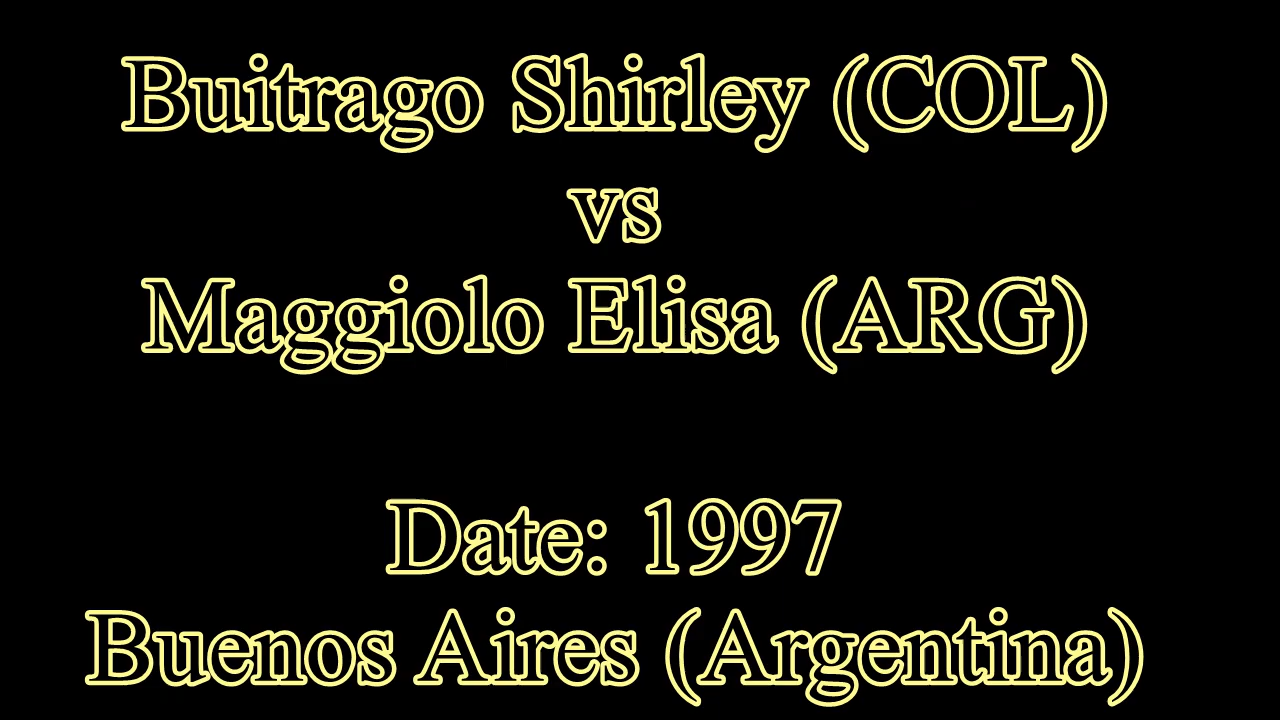 Buitrago Shirley (COL)
vs
Maggiolo Elisa (ARG)
Date: 1997
Buenos Aires (Argentina)